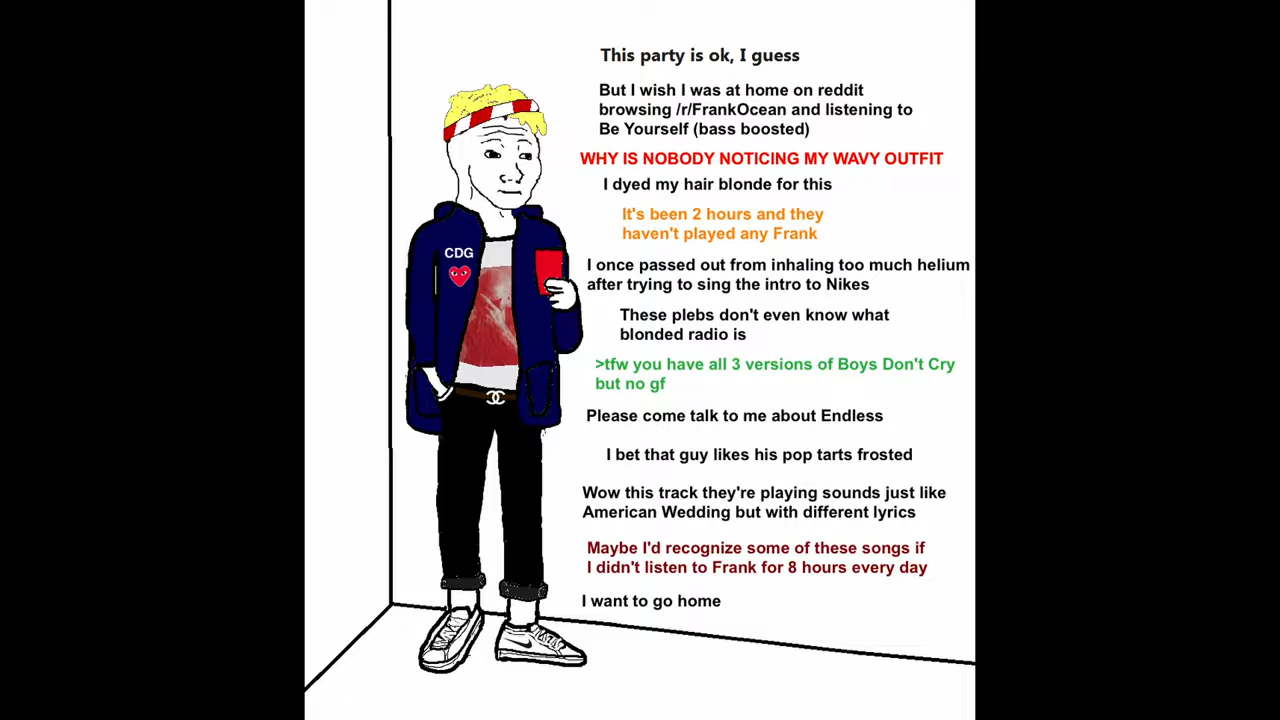 This party is ok, I guess
But I wish I was at home on reddit
browsing /r/FrankOcean and listening to
Be Yourself (bass boosted)
WHY IS NOBODY NOTICING MY WAVY OUTFIT
I dyed my hair blonde for this
It's been 2 hours and they
haven't played any Frank
CDG
I once passed out from inhaling too much helium
after trying to sing the intro to Nikes
These plebs don't even know what
blonded radio is
>tfw you have all 3 versions of Boys Don't Cry
but no gf
Please come talk to me about Endless
I bet that guy likes his pop tarts frosted
Wow this track they're playing sounds just like
American Wedding but with different lyrics
Maybe I'd recognize some of these songs if
I didn't listen to Frank for 8 hours every day
I want to go home